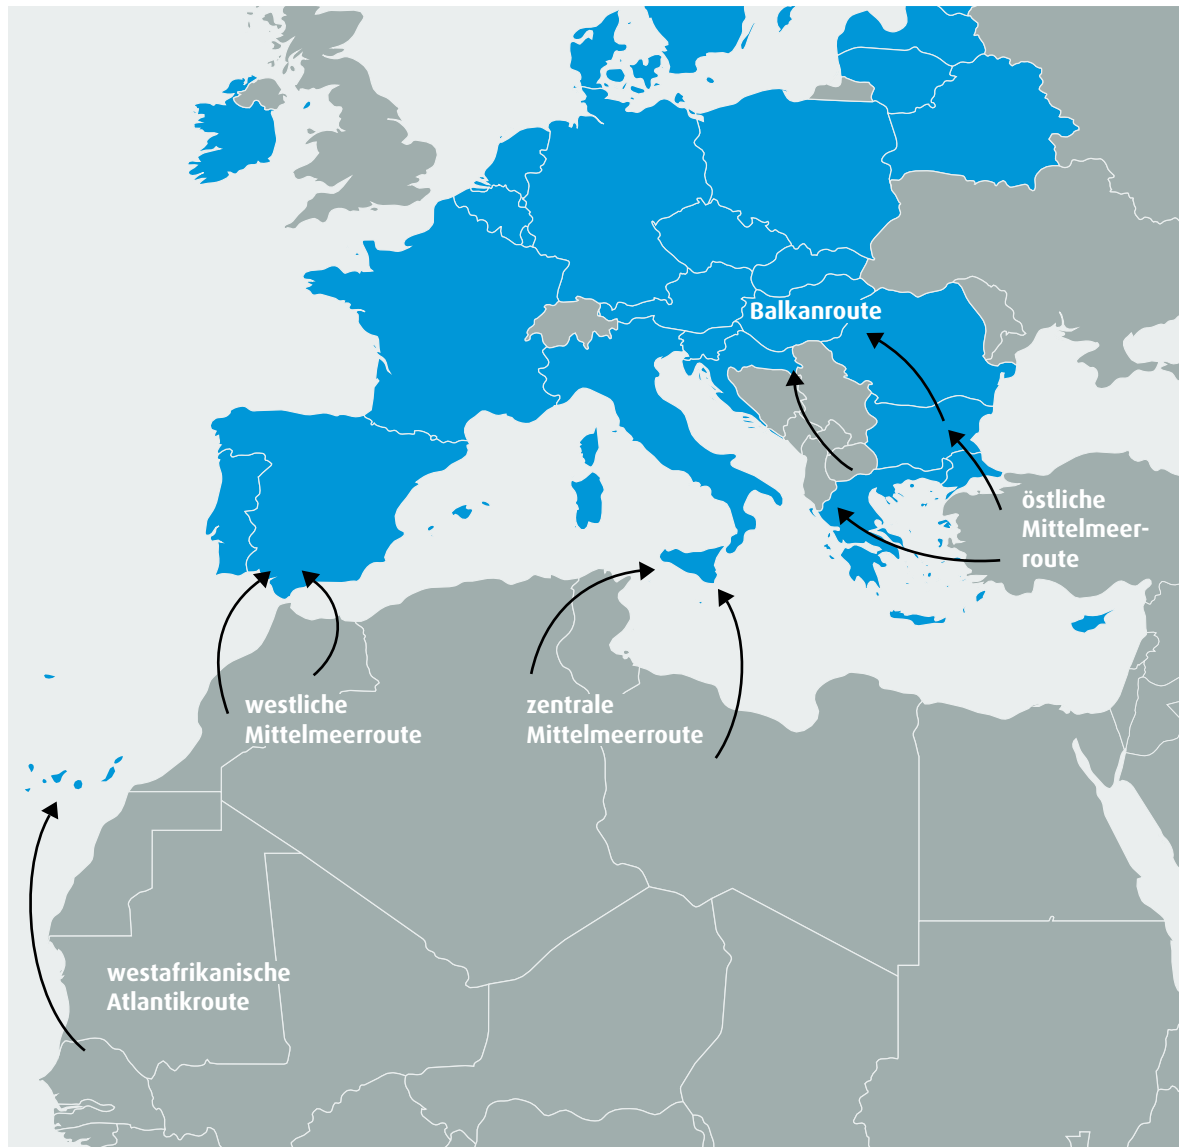 Balkanroute
östliche
Mittelmeer-
route
westliche
Mittelmeerroute
zentrale
Mittelmeerroute
westafrikanische
Atlantikroute